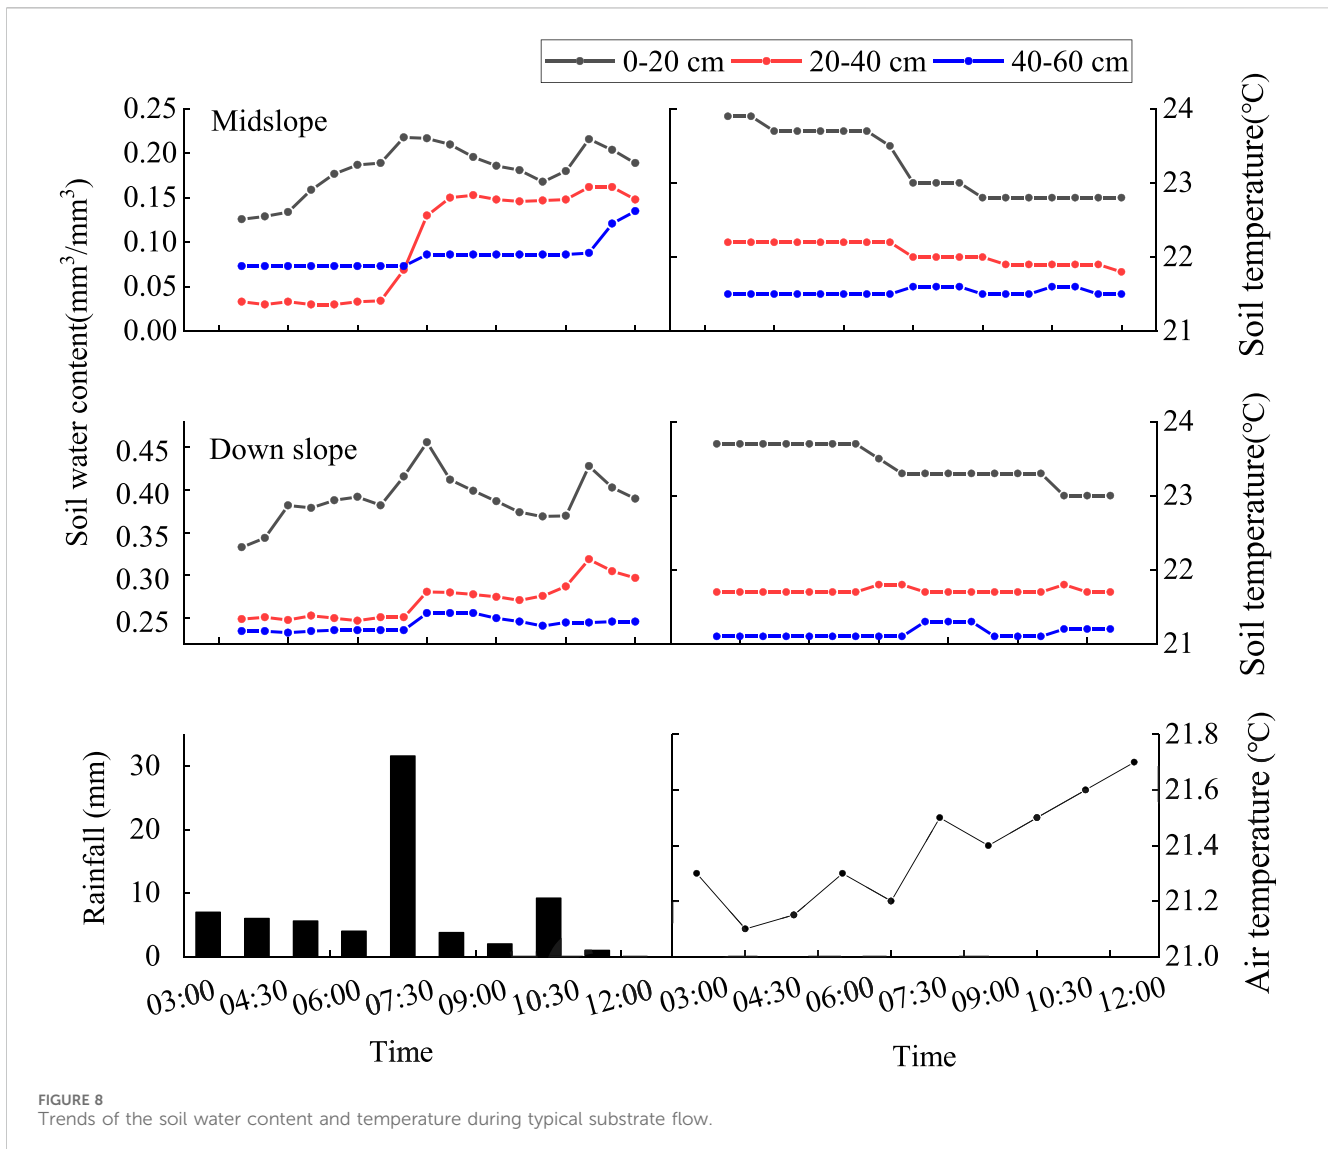 0-20 cm 20-40 cm 40-60 cm
Midslope
0.25
0.20
0.15
0.10
0.05
0.00
24
23
22
21
Soil temperature(°C)
Soil water content(mm³/mm³)
Down slope
0.45
0.40
0.35
0.30
0.25
24
23
22
21
Soil temperature(°C)
Rainfall (mm)
30
20
10
0
21.8
21.6
21.4
21.2
21.0
Air temperature (°C)
03:00 04:30 06:00 07:30 09:00 10:30 12:00
03:00 04:30 06:00 07:30 09:00 10:30 12:00
Time
Time
FIGURE 8
Trends of the soil water content and temperature during typical substrate flow.